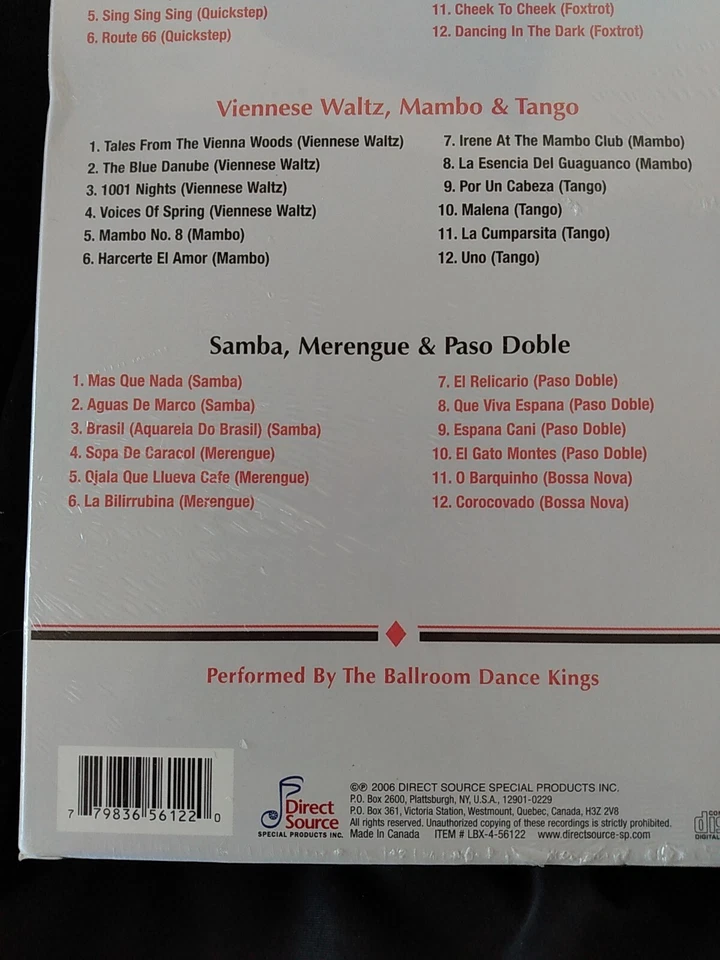 5. Sing Sing Sing (Quickstep)
6. Route 66 (Quickstep)
11. Cheek To Cheek (Foxtrot)
12. Dancing In The Dark (Foxtrot)
Viennese Waltz, Mambo & Tango
1. Tales From The Vienna Woods (Viennese Waltz)
2. The Blue Danube (Viennese Waltz)
3. 1001 Nights (Viennese Waltz)
4. Voices Of Spring (Viennese Waltz)
5. Mambo No. 8 (Mambo)
6. Harcerte El Amor (Mambo)
7. Irene At The Mambo Club (Mambo)
8. La Esencia Del Guaguanco (Mambo)
9. Por Un Cabeza (Tango)
10. Malena (Tango)
11. La Cumparsita (Tango)
12. Uno (Tango)
Samba, Merengue & Paso Doble
1. Mas Que Nada (Samba)
2. Aguas De Marco (Samba)
3. Brasil (Aquarela Do Brasil) (Samba)
4. Sopa De Caracol (Merengue)
5. Ojala Que Llueva Cafe (Merengue)
6. La Bilirrubina (Merengue)
7. El Relicario (Paso Doble)
8. Que Viva Espana (Paso Doble)
9. Espana Cani (Paso Doble)
10. El Gato Montes (Paso Doble)
11. O Barquinho (Bossa Nova)
12. Corocovado (Bossa Nova)
Performed By The Ballroom Dance Kings
7 79836 56122 0
Direct
Source
SPECIAL PRODUCTS INC.
©℗ 2006 DIRECT SOURCE SPECIAL PRODUCTS INC.
P.O. Box 2600, Plattsburgh, NY, U.S.A., 12901-0229
P.O. Box 361, Victoria Station, Westmount, Quebec, Canada, H3Z 2V8
All rights reserved. Unauthorized copying of these recordings is strictly prohibited.
Made in Canada ITEM # LBX-4-56122 www.directsource-sp.com